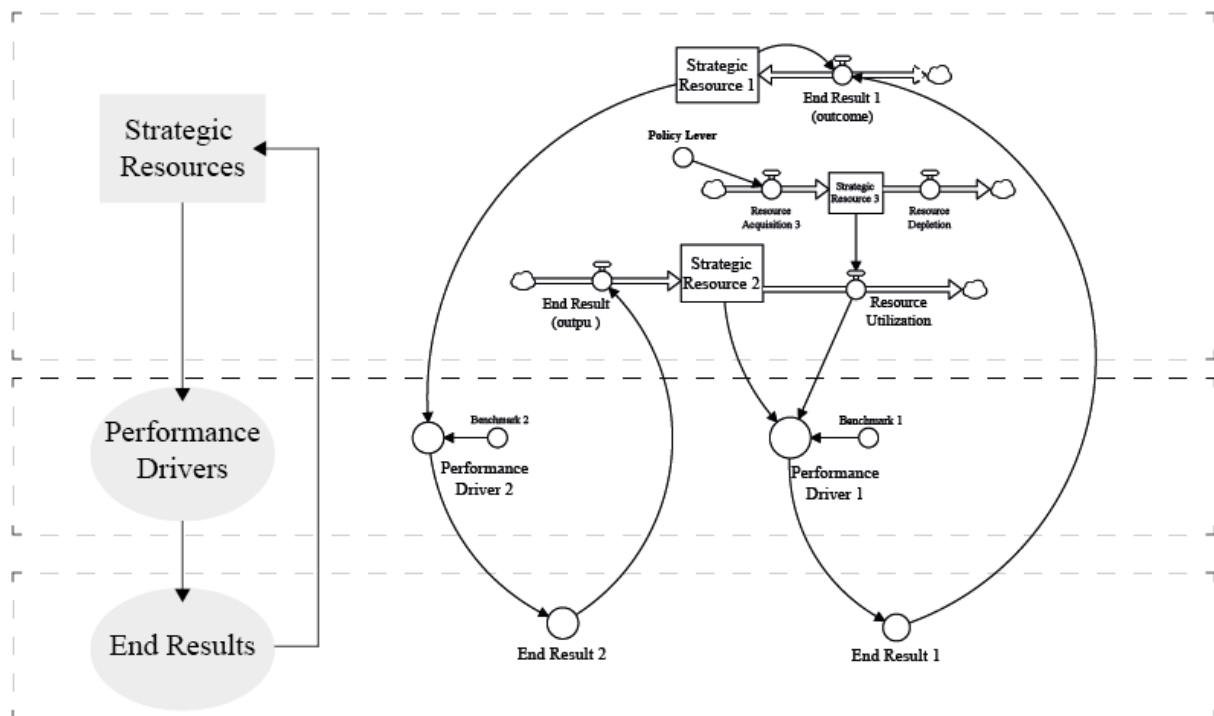 Strategic
Resources
Performance
Drivers
End Results
Strategic
Resource 1
End Result 1
(outcome)
Policy Lever
Resource
Acquisition 3
Strategic
Resource 3
Resource
Depletion
End Result
(outpu )
Strategic
Resource 2
Resource
Utilization
Benchmark 2
Performance
Driver 2
Benchmark 1
Performance
Driver 1
End Result 2
End Result 1